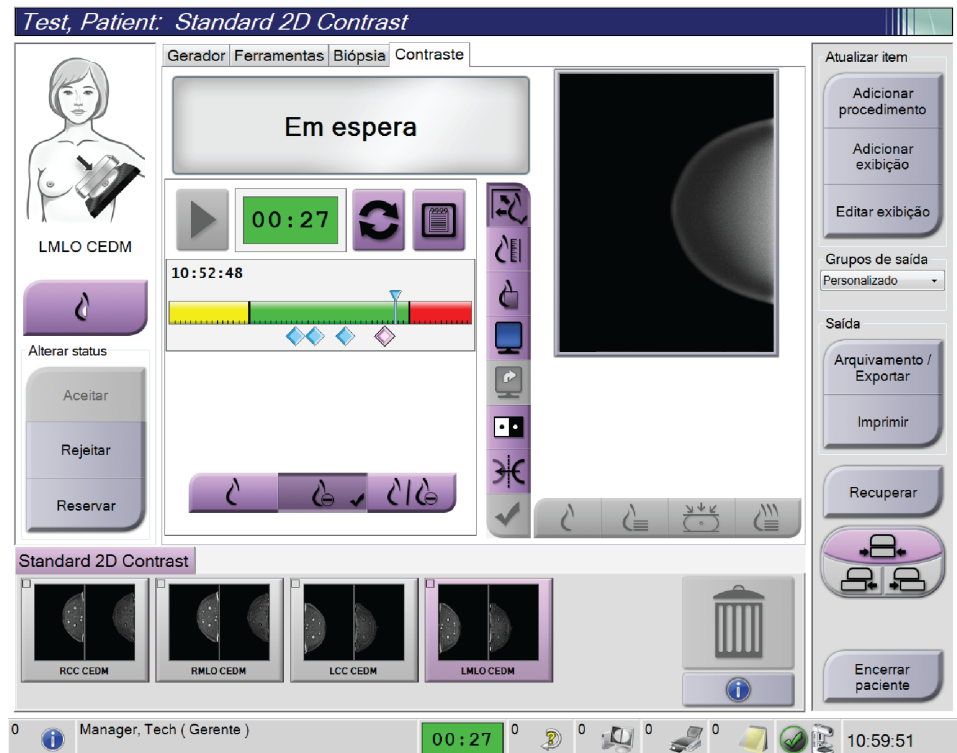 Test, Patient: Standard 2D Contrast
Gerador Ferramentas Biópsia Contraste
Em espera
00:27
10:52:48
LMLO CEDM
Alterar status
Aceitar
Rejeitar
Reservar
Atualizar item
Adicionar
procedimento
Adicionar
exibição
Editar exibição
Grupos de saída
Personalizado
Saída
Arquivamento /
Exportar
Imprimir
Recuperar
Encerrar
paciente
Standard 2D Contrast
RCC CEDM
RMLO CEDM
LCC CEDM
LMLO CEDM
0
Manager, Tech ( Gerente )
00:27
0
0
0
0
10:59:51